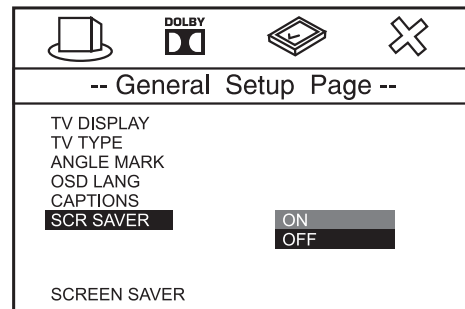 DOLBY
-- General Setup Page --
TV DISPLAY
TV TYPE
ANGLE MARK
OSD LANG
CAPTIONS
SCR SAVER ON
OFF
SCREEN SAVER